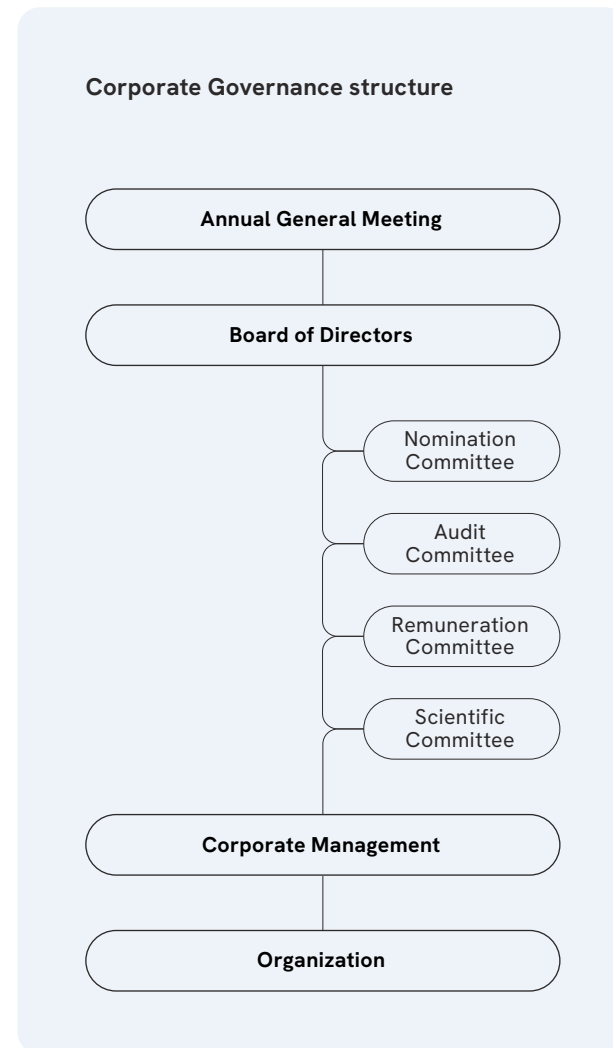 Corporate Governance structure
Annual General Meeting
Board of Directors
Nomination
Committee
Audit
Committee
Remuneration
Committee
Scientific
Committee
Corporate Management
Organization